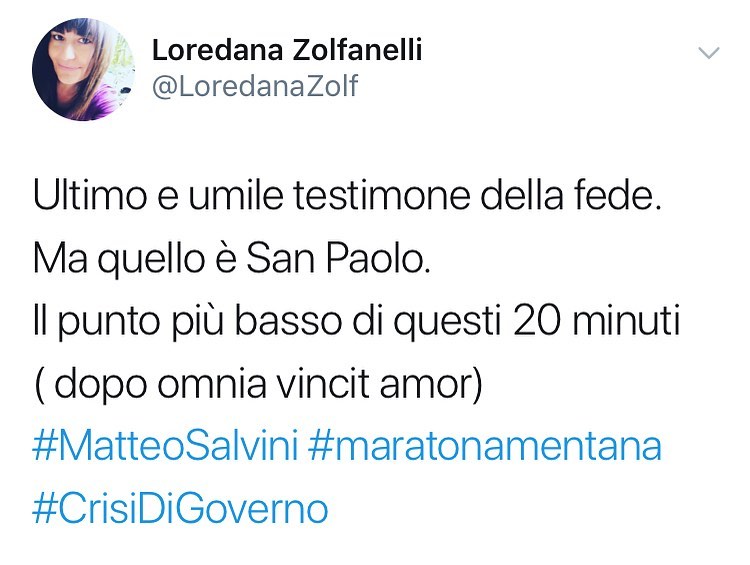 Loredana Zolfanelli
@LoredanaZolf
Ultimo e umile testimone della fede.
Ma quello è San Paolo.
Il punto più basso di questi 20 minuti
( dopo omnia vincit amor)
#MatteoSalvini #maratonamentana
#CrisiDiGoverno